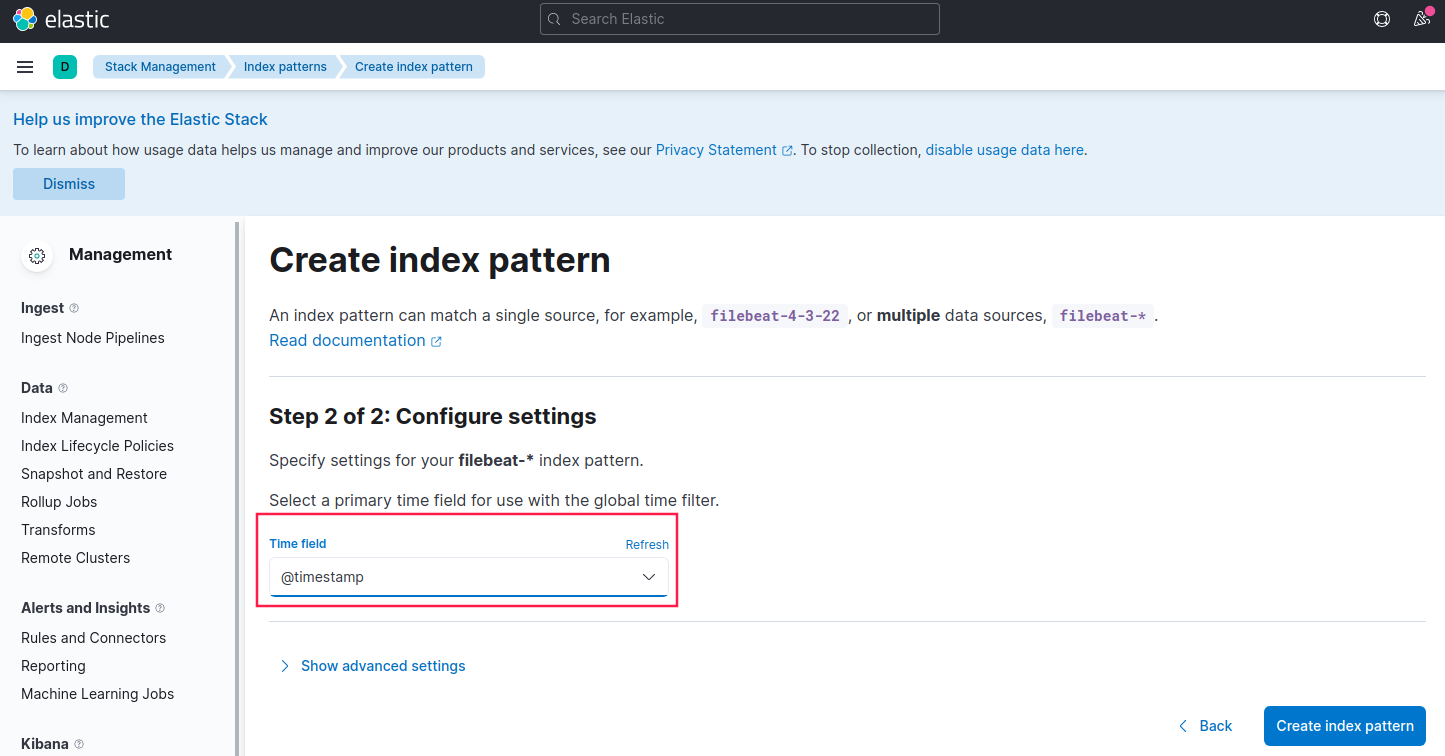 elastic
Search Elastic
D
Stack Management
Index patterns
Create index pattern
Help us improve the Elastic Stack
To learn about how usage data helps us manage and improve our products and services, see our Privacy Statement. To stop collection, disable usage data here.
Dismiss
Management
Ingest
Ingest Node Pipelines
Data
Index Management
Index Lifecycle Policies
Snapshot and Restore
Rollup Jobs
Transforms
Remote Clusters
Alerts and Insights
Rules and Connectors
Reporting
Machine Learning Jobs
Kibana
Create index pattern
An index pattern can match a single source, for example, filebeat-4-3-22 , or multiple data sources, filebeat-* .
Read documentation
Step 2 of 2: Configure settings
Specify settings for your filebeat-* index pattern.
Select a primary time field for use with the global time filter.
Time field
Refresh
@timestamp
Show advanced settings
Back
Create index pattern